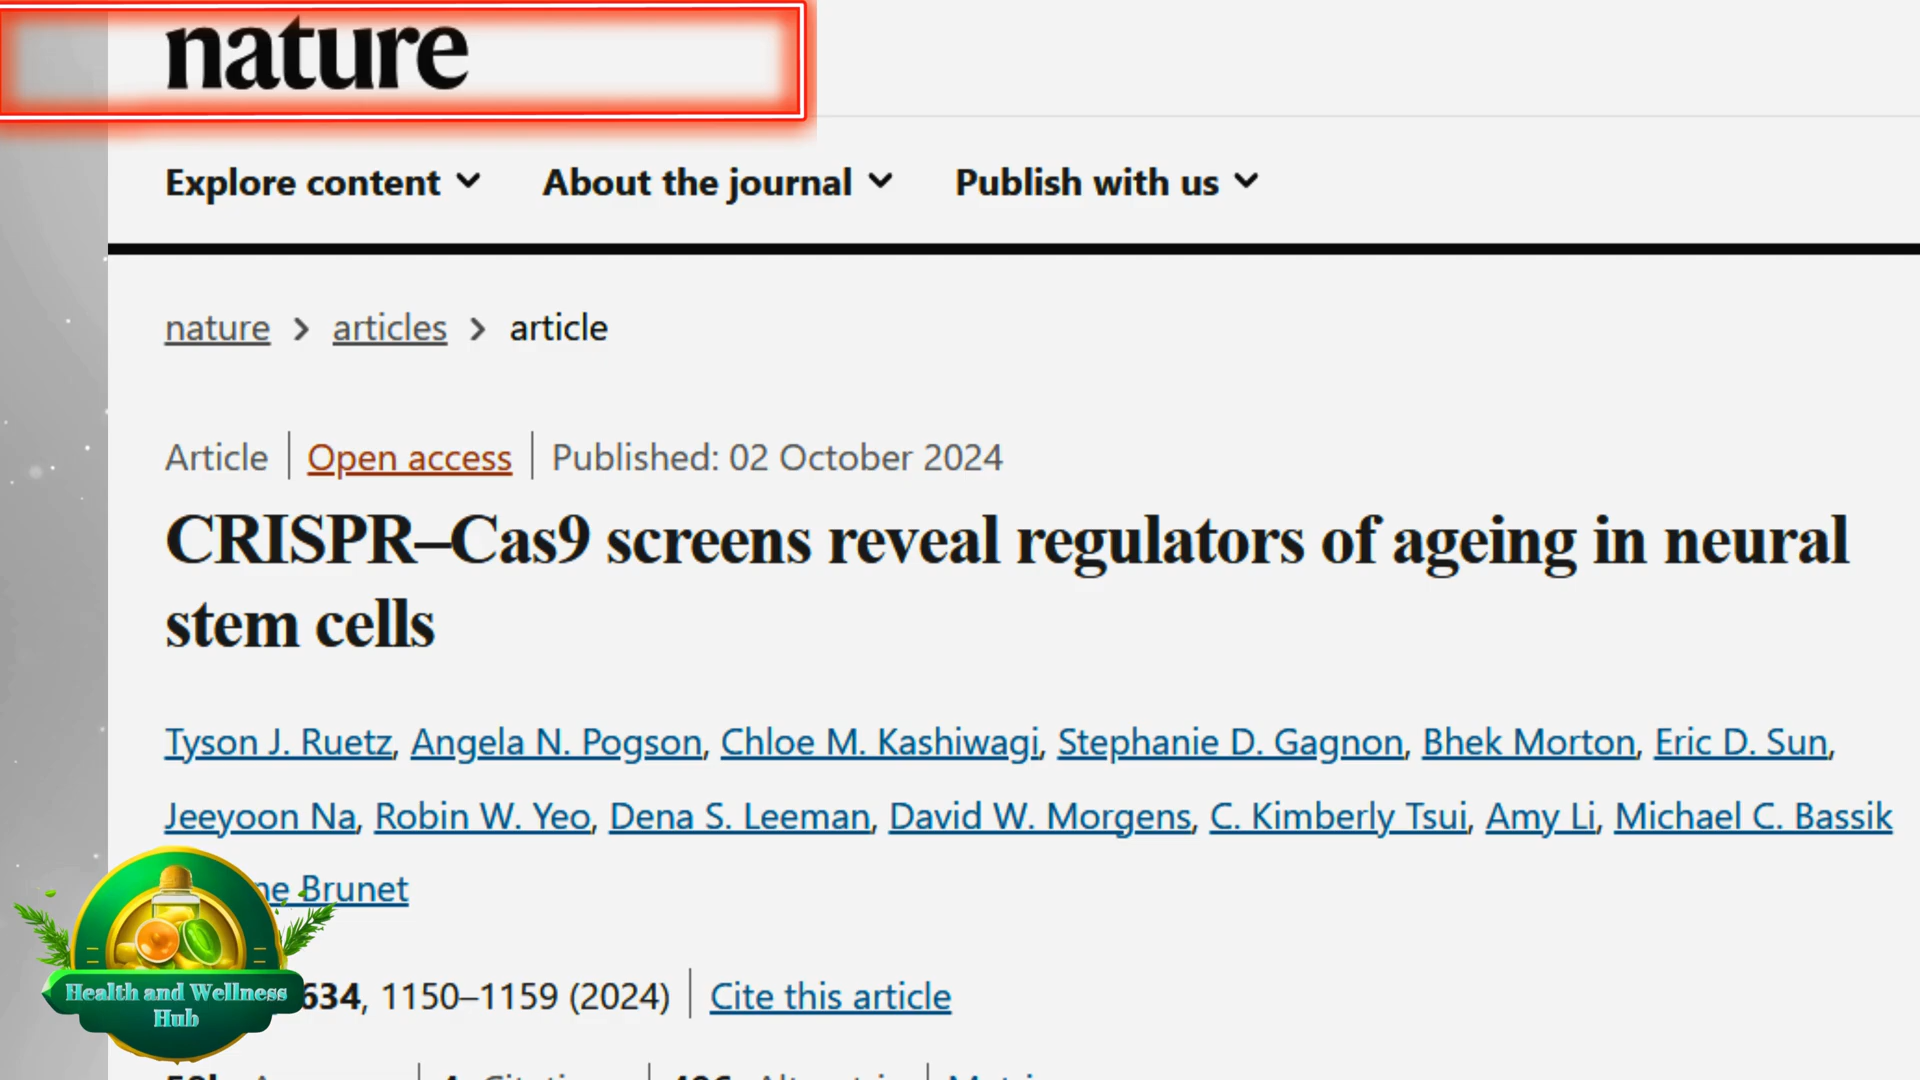 nature
Explore content About the journal Publish with us
nature > articles > article
Article | Open access | Published: 02 October 2024
CRISPR–Cas9 screens reveal regulators of ageing in neural
stem cells
Tyson J. Ruetz, Angela N. Pogson, Chloe M. Kashiwagi, Stephanie D. Gagnon, Bhek Morton, Eric D. Sun,
Jeeyoon Na, Robin W. Yeo, Dena S. Leeman, David W. Morgens, C. Kimberly Tsui, Amy Li, Michael C. Bassik
Brunet
634, 1150–1159 (2024) | Cite this article
Health and Wellness
Hub